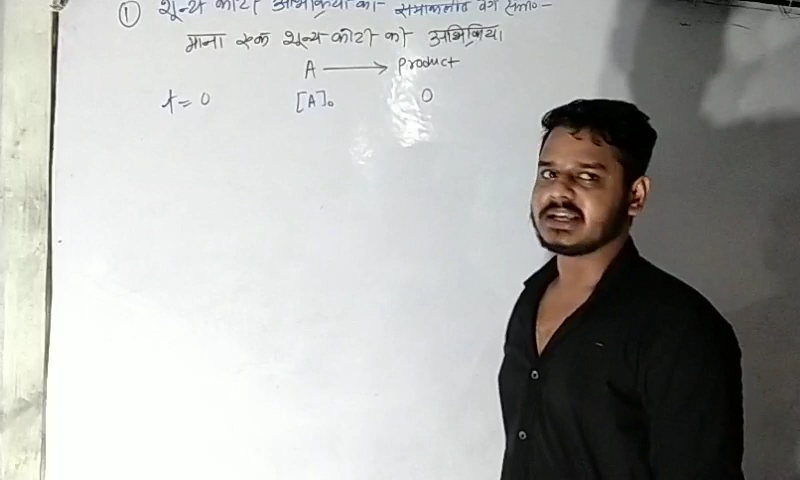 ① शून्य कोटी अभिक्रिया का समाकलित वेग समी०-
माना एक शून्य कोटी की अभिक्रिया
A ⟶ Product
t = 0 [A]₀ 0